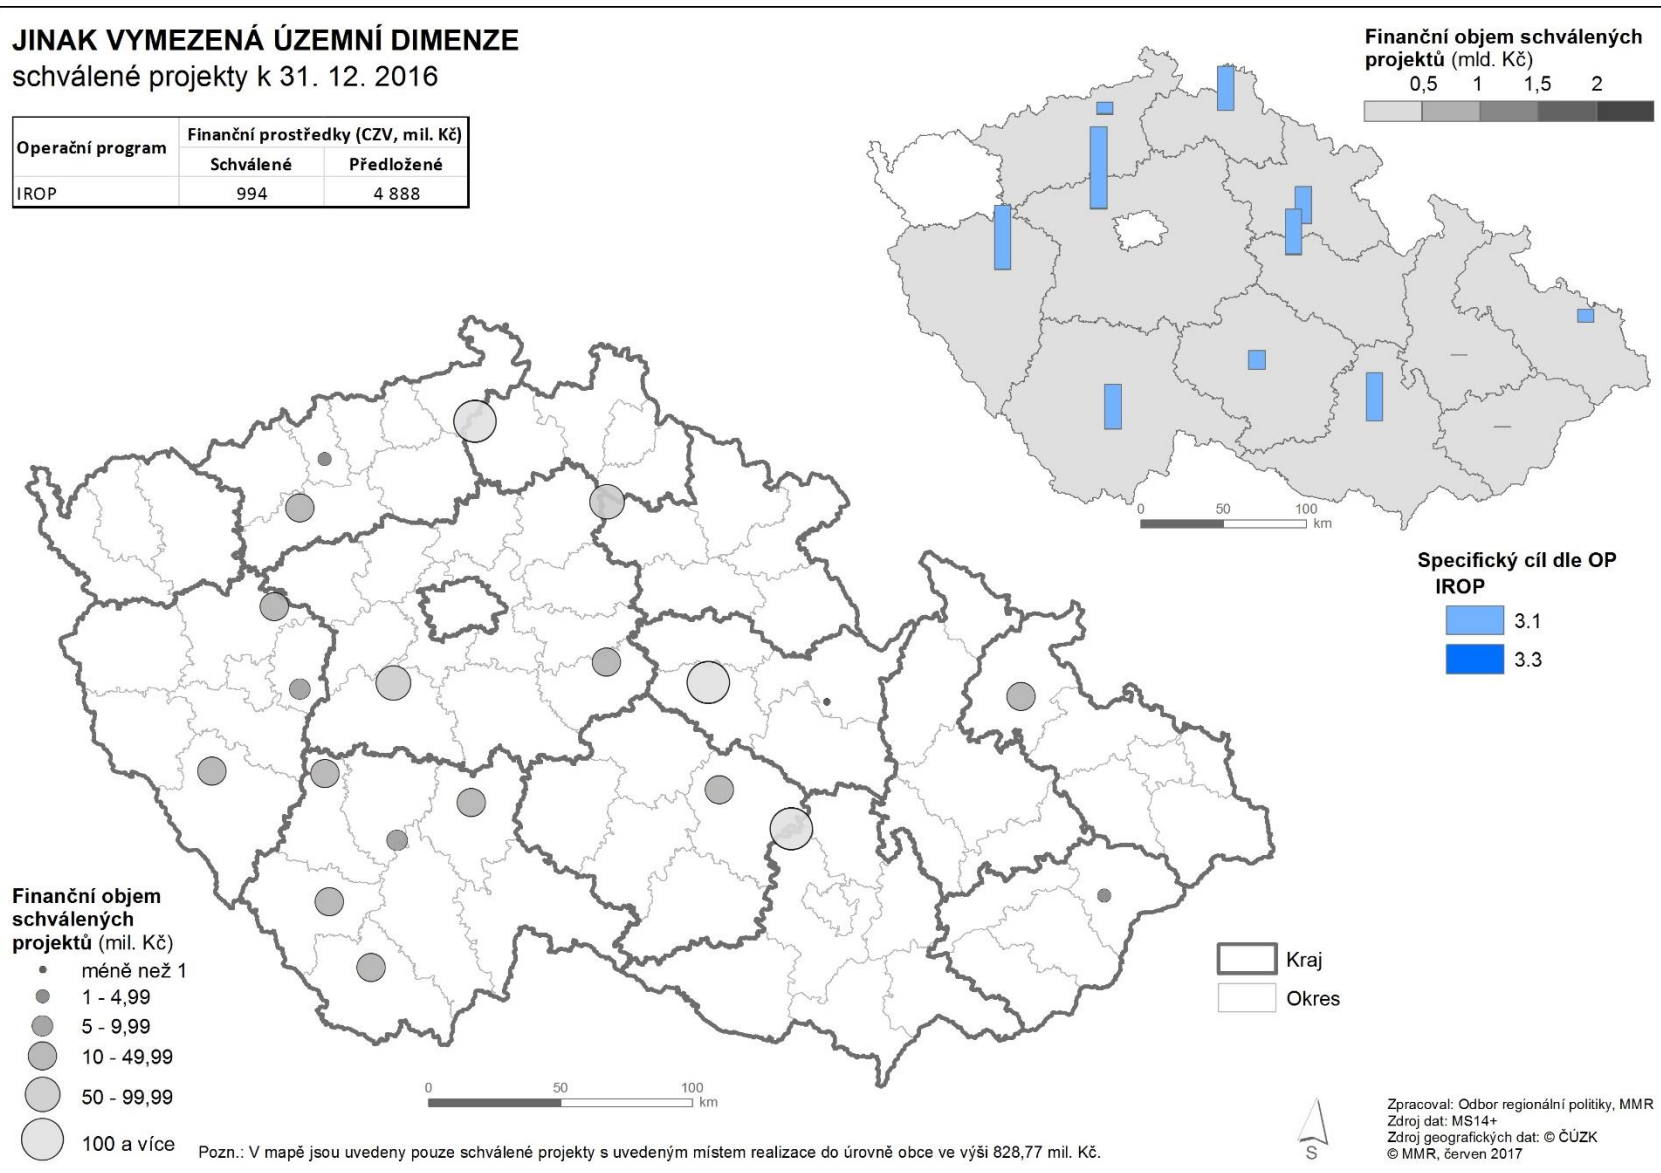 JINAK VYMEZENÁ ÚZEMNÍ DIMENZE
schválené projekty k 31. 12. 2016
Operační program
Finanční prostředky (CZV, mil. Kč)
Schválené Předložené
IROP 994 4 888
Finanční objem schválených
projektů (mld. Kč)
0,5 1 1,5 2
0 50 100
km
Specifický cíl dle OP
IROP
3.1
3.3
Finanční objem
schválených
projektů (mil. Kč)
méně než 1
1 - 4,99
5 - 9,99
10 - 49,99
50 - 99,99
100 a více
Kraj
Okres
0 50 100
km
S
Pozn.: V mapě jsou uvedeny pouze schválené projekty s uvedeným místem realizace do úrovně obce ve výši 828,77 mil. Kč.
Zpracoval: Odbor regionální politiky, MMR
Zdroj dat: MS14+
Zdroj geografických dat: © ČÚZK
© MMR, červen 2017